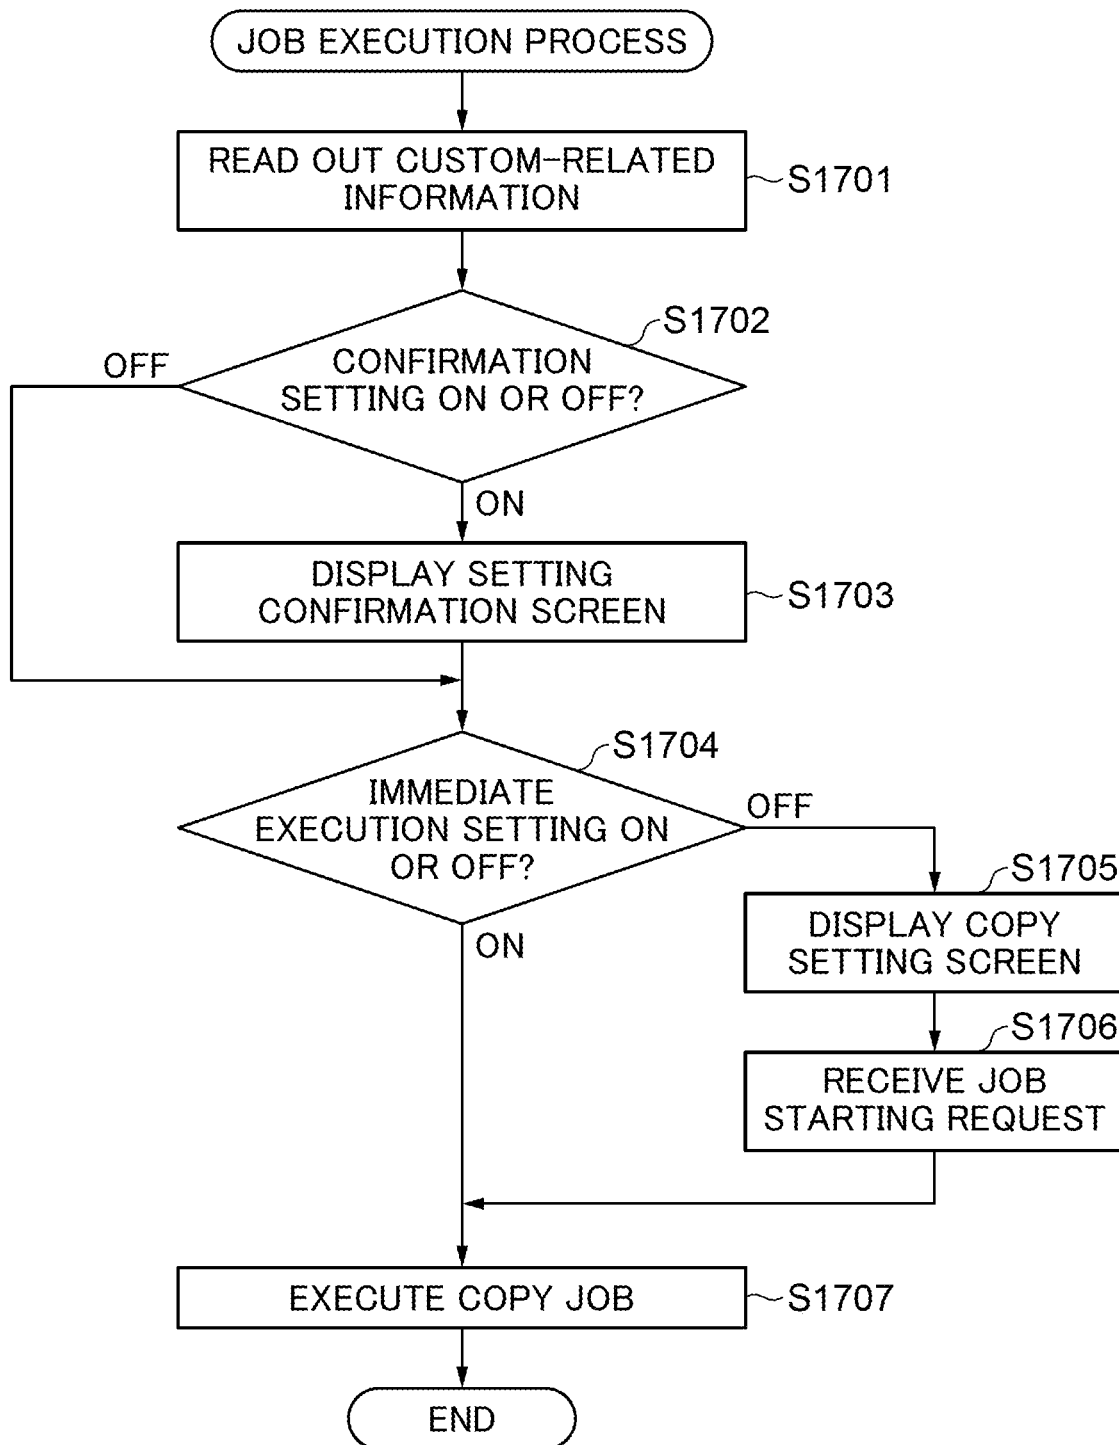 JOB EXECUTION PROCESS
READ OUT CUSTOM-RELATED
INFORMATION
S1701
S1702
OFF
CONFIRMATION
SETTING ON OR OFF?
ON
DISPLAY SETTING
CONFIRMATION SCREEN
S1703
S1704
IMMEDIATE
EXECUTION SETTING ON
OR OFF?
OFF
ON
S1705
DISPLAY COPY
SETTING SCREEN
S1706
RECEIVE JOB
STARTING REQUEST
EXECUTE COPY JOB
S1707
END